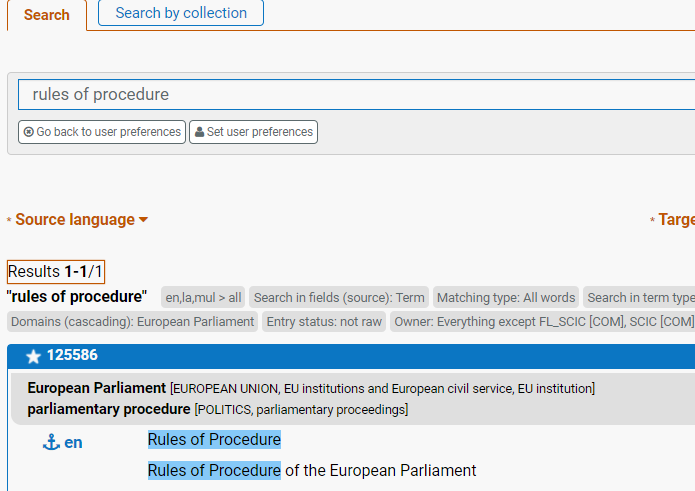 Search
Search by collection
rules of procedure
Go back to user preferences
Set user preferences
* Source language
* Targe
Results 1-1/1
"rules of procedure" en,la,mul > all Search in fields (source): Term Matching type: All words Search in term type
Domains (cascading): European Parliament Entry status: not raw Owner: Everything except FL_SCIC [COM], SCIC [COM]
125586
European Parliament [EUROPEAN UNION, EU institutions and European civil service, EU institution]
parliamentary procedure [POLITICS, parliamentary proceedings]
en Rules of Procedure
Rules of Procedure of the European Parliament